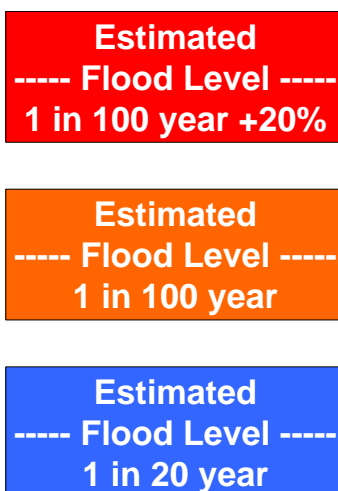 Estimated
----- Flood Level -----
1 in 100 year +20%
Estimated
----- Flood Level -----
1 in 100 year
Estimated
----- Flood Level -----
1 in 20 year